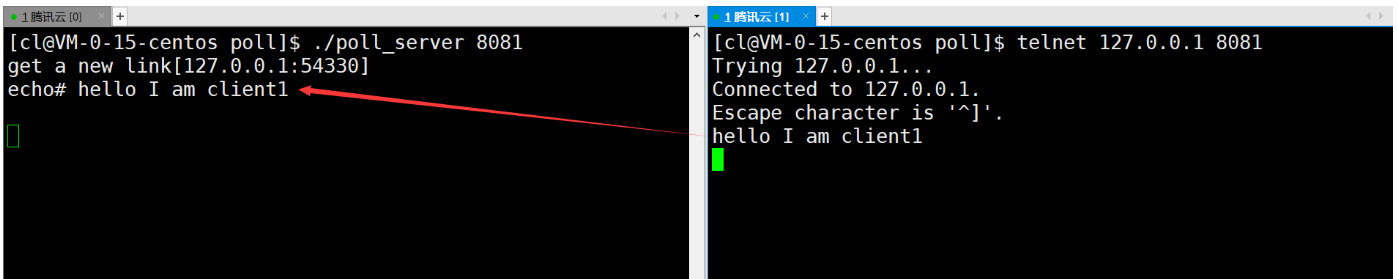 1 腾讯云 [0]
[cl@VM-0-15-centos poll]$ ./poll_server 8081
get a new link[127.0.0.1:54330]
echo# hello I am client1
1 腾讯云 [1]
[cl@VM-0-15-centos poll]$ telnet 127.0.0.1 8081
Trying 127.0.0.1...
Connected to 127.0.0.1.
Escape character is '^]'.
hello I am client1